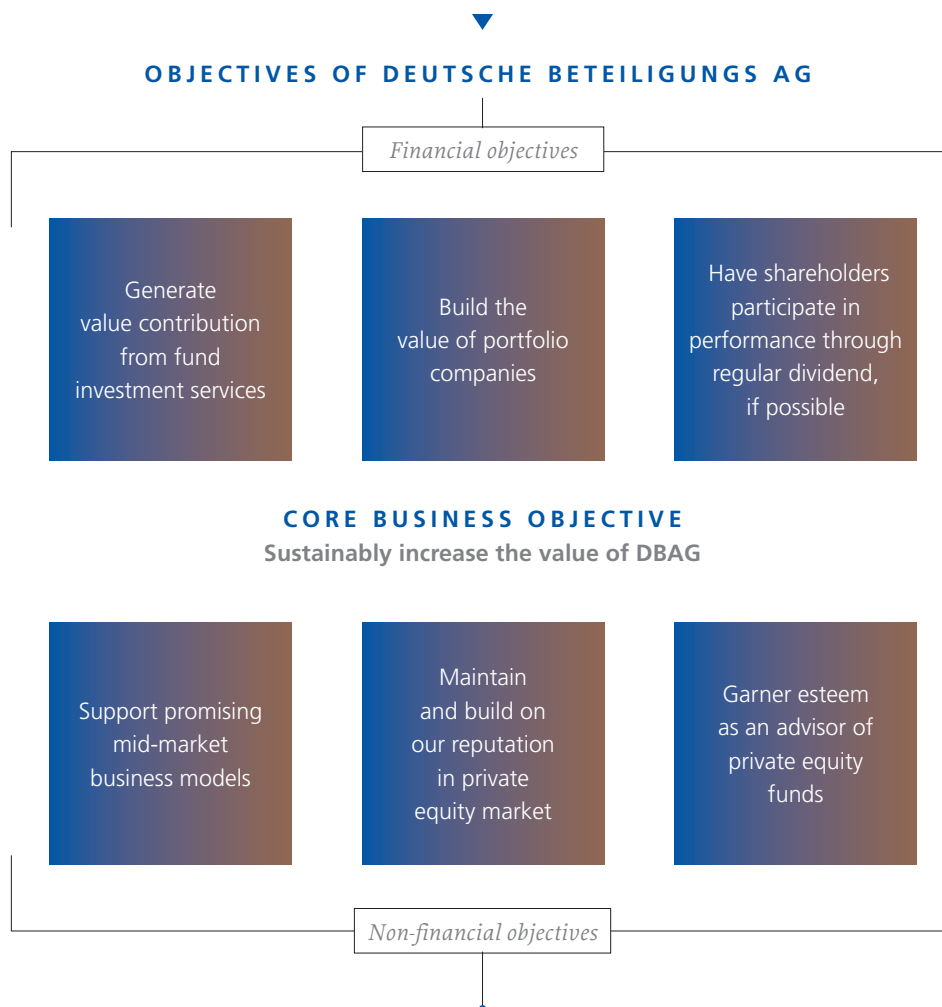 OBJECTIVES OF DEUTSCHE BETEILIGUNGS AG
Financial objectives
Generate
value contribution
from fund
investment services
Build the
value of portfolio
companies
Have shareholders
participate in
performance through
regular dividend,
if possible
CORE BUSINESS OBJECTIVE
Sustainably increase the value of DBAG
Support promising
mid-market
business models
Maintain
and build on
our reputation
in private
equity market
Garner esteem
as an advisor of
private equity
funds
Non-financial objectives